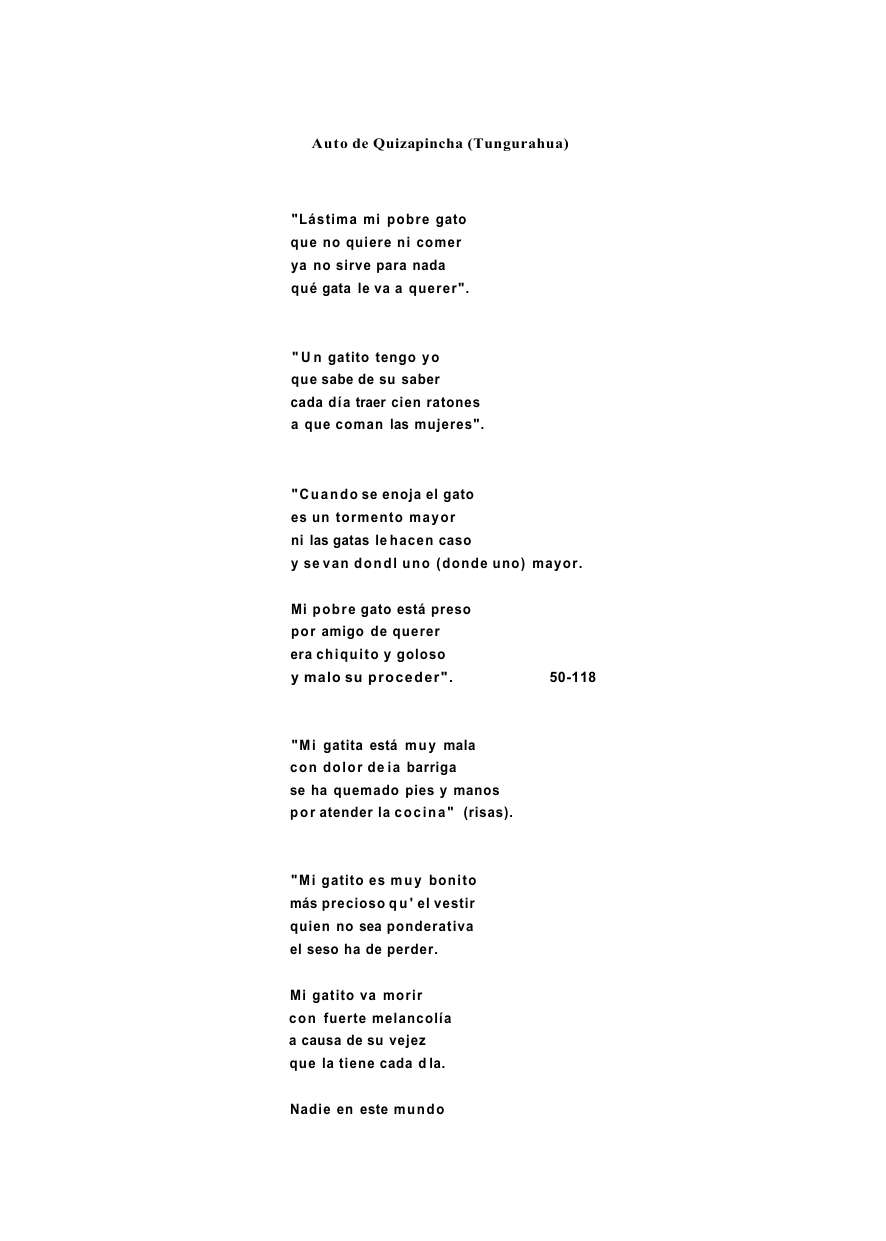 Auto de Quizapincha (Tungurahua)
"Lástima mi pobre gato
que no quiere ni comer
ya no sirve para nada
qué gata le va a querer".
"Un gatito tengo yo
que sabe de su saber
cada día traer cien ratones
a que coman las mujeres".
"Cuando se enoja el gato
es un tormento mayor
ni las gatas le hacen caso
y se van dondl uno (donde uno) mayor.
Mi pobre gato está preso
por amigo de querer
era chiquito y goloso
y malo su proceder". 50-118
"Mi gatita está muy mala
con dolor de ia barriga
se ha quemado pies y manos
por atender la cocina" (risas).
"Mi gatito es muy bonito
más precioso qu' el vestir
quien no sea ponderativa
el seso ha de perder.
Mi gatito va morir
con fuerte melancolía
a causa de su vejez
que la tiene cada dla.
Nadie en este mundo